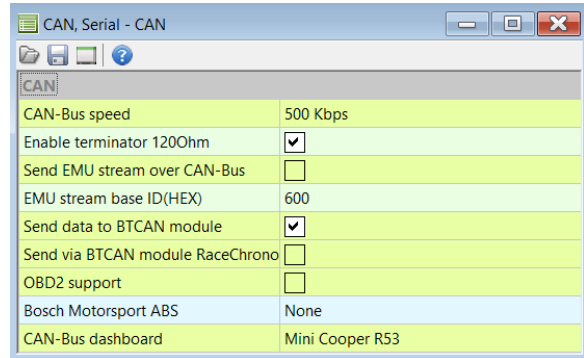 CAN, Serial - CAN
CAN
CAN-Bus speed 500 Kbps
Enable terminator 120Ohm
Send EMU stream over CAN-Bus
EMU stream base ID(HEX) 600
Send data to BTCAN module
Send via BTCAN module RaceChrono
OBD2 support
Bosch Motorsport ABS None
CAN-Bus dashboard Mini Cooper R53